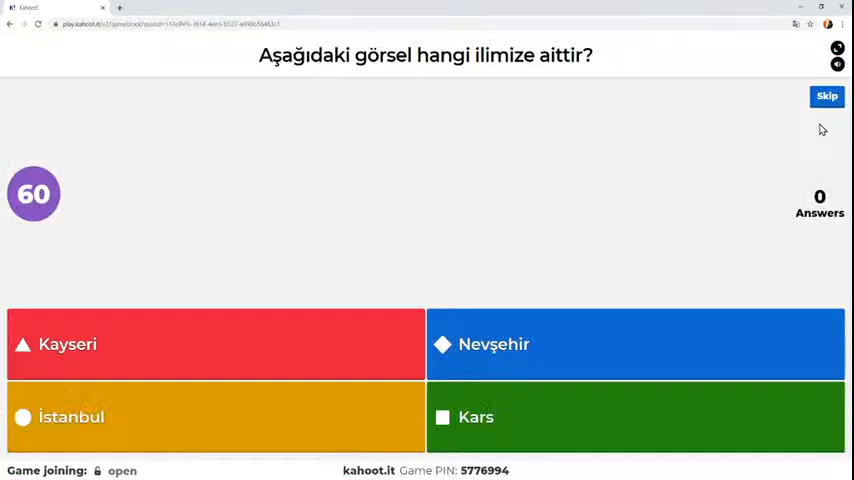 Kahoot!
Aşağıdaki görsel hangi ilimize aittir?
Skip
60
0
Answers
Kayseri
Nevşehir
İstanbul
Kars
Game joining: open
kahoot.it Game PIN: 5776994